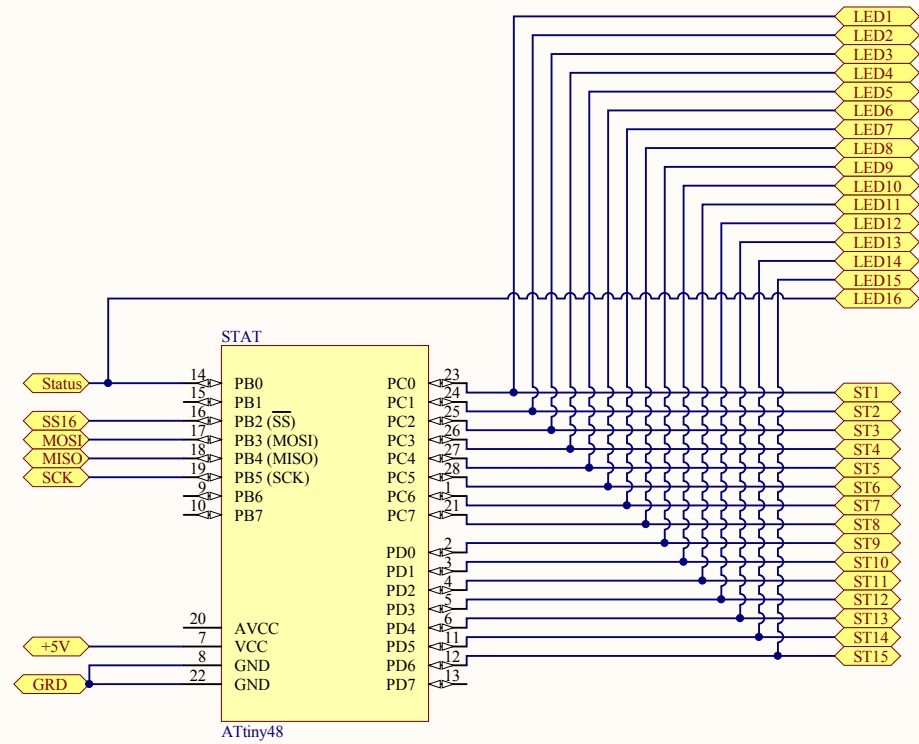 LED1
LED2
LED3
LED4
LED5
LED6
LED7
LED8
LED9
LED10
LED11
LED12
LED13
LED14
LED15
LED16
STAT
Status 14 PB0 PC0 23 ST1
15 PB1 PC1 24 ST2
SS16 16 PB2 (SS) PC2 25 ST3
MOSI 17 PB3 (MOSI) PC3 26 ST4
MISO 18 PB4 (MISO) PC4 27 ST5
SCK 19 PB5 (SCK) PC5 28 ST6
9 PB6 PC6 1 ST7
10 PB7 PC7 21 ST8
PD0 2 ST9
PD1 3 ST10
PD2 4 ST11
PD3 5 ST12
20 AVCC PD4 6 ST13
+5V 7 VCC PD5 11 ST14
8 GND PD6 12 ST15
GRD 22 GND PD7 13
ATtiny48